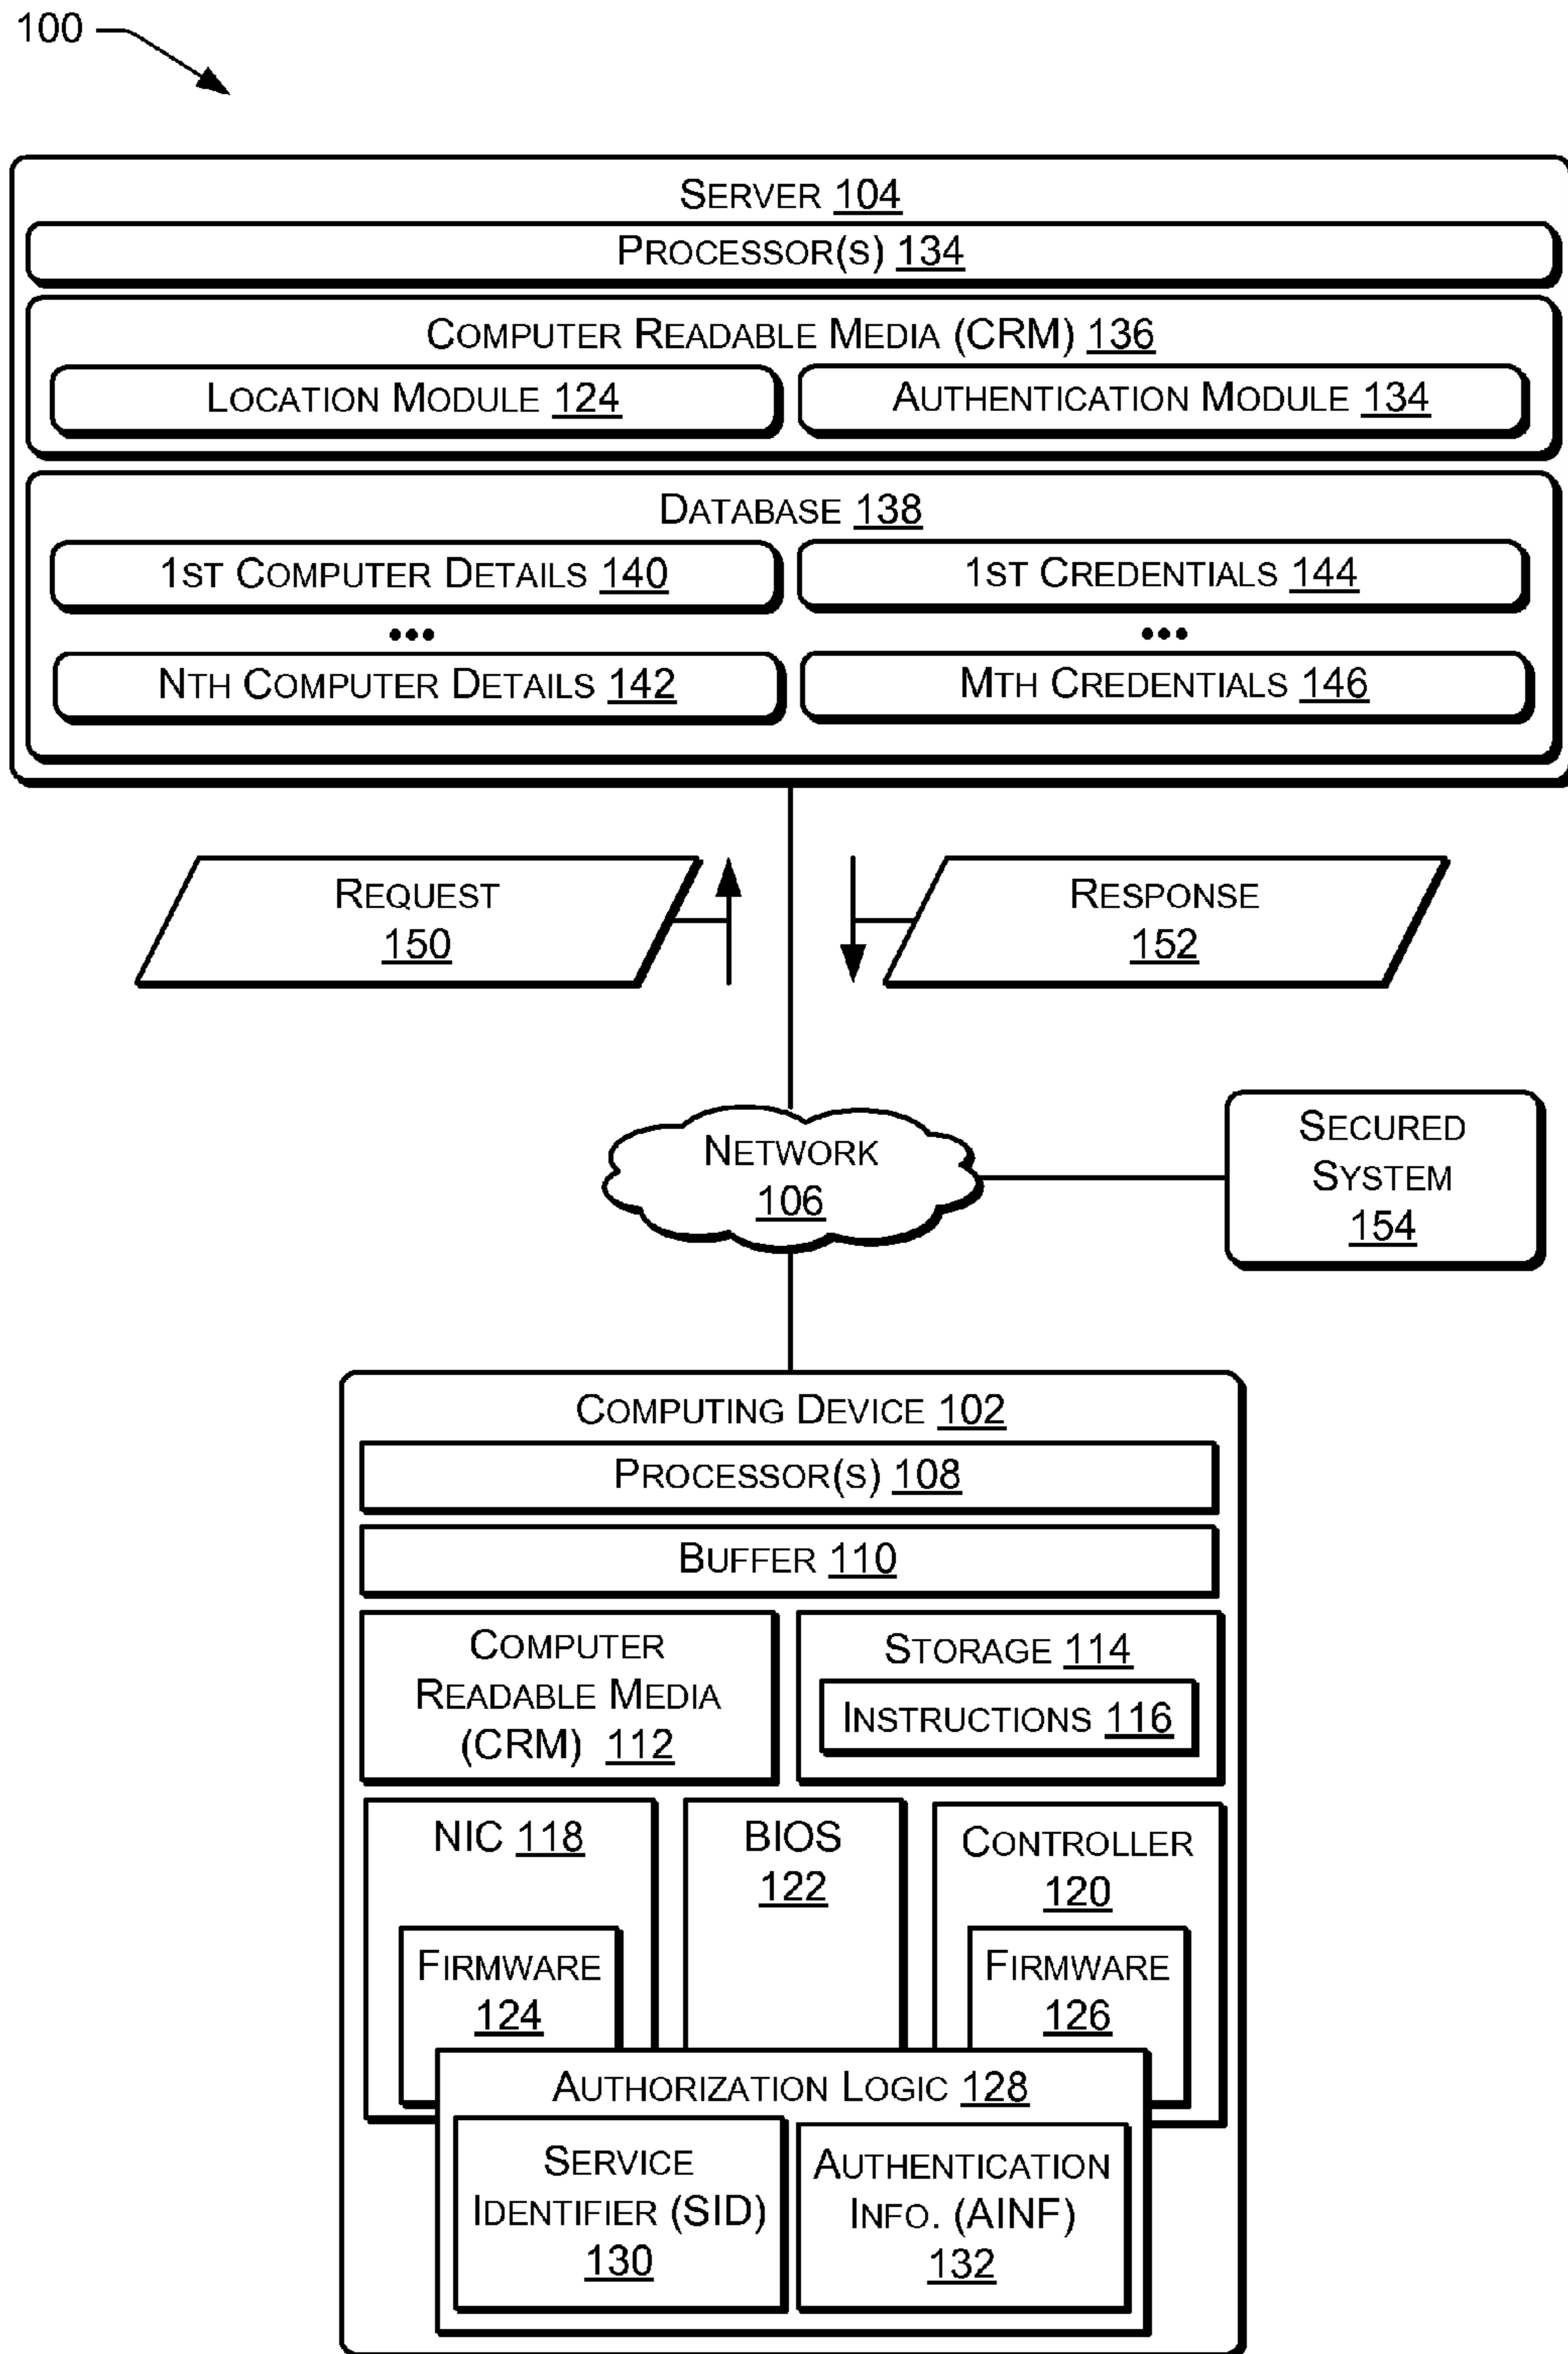 100
SERVER 104
PROCESSOR(S) 134
COMPUTER READABLE MEDIA (CRM) 136
LOCATION MODULE 124
AUTHENTICATION MODULE 134
DATABASE 138
1ST COMPUTER DETAILS 140
1ST CREDENTIALS 144
•••
•••
NTH COMPUTER DETAILS 142
MTH CREDENTIALS 146
REQUEST
150
RESPONSE
152
NETWORK
106
SECURED
SYSTEM
154
COMPUTING DEVICE 102
PROCESSOR(S) 108
BUFFER 110
COMPUTER
READABLE MEDIA
(CRM) 112
STORAGE 114
INSTRUCTIONS 116
NIC 118
FIRMWARE
124
BIOS
122
CONTROLLER
120
FIRMWARE
126
AUTHORIZATION LOGIC 128
SERVICE
IDENTIFIER (SID)
130
AUTHENTICATION
INFO. (AINF)
132